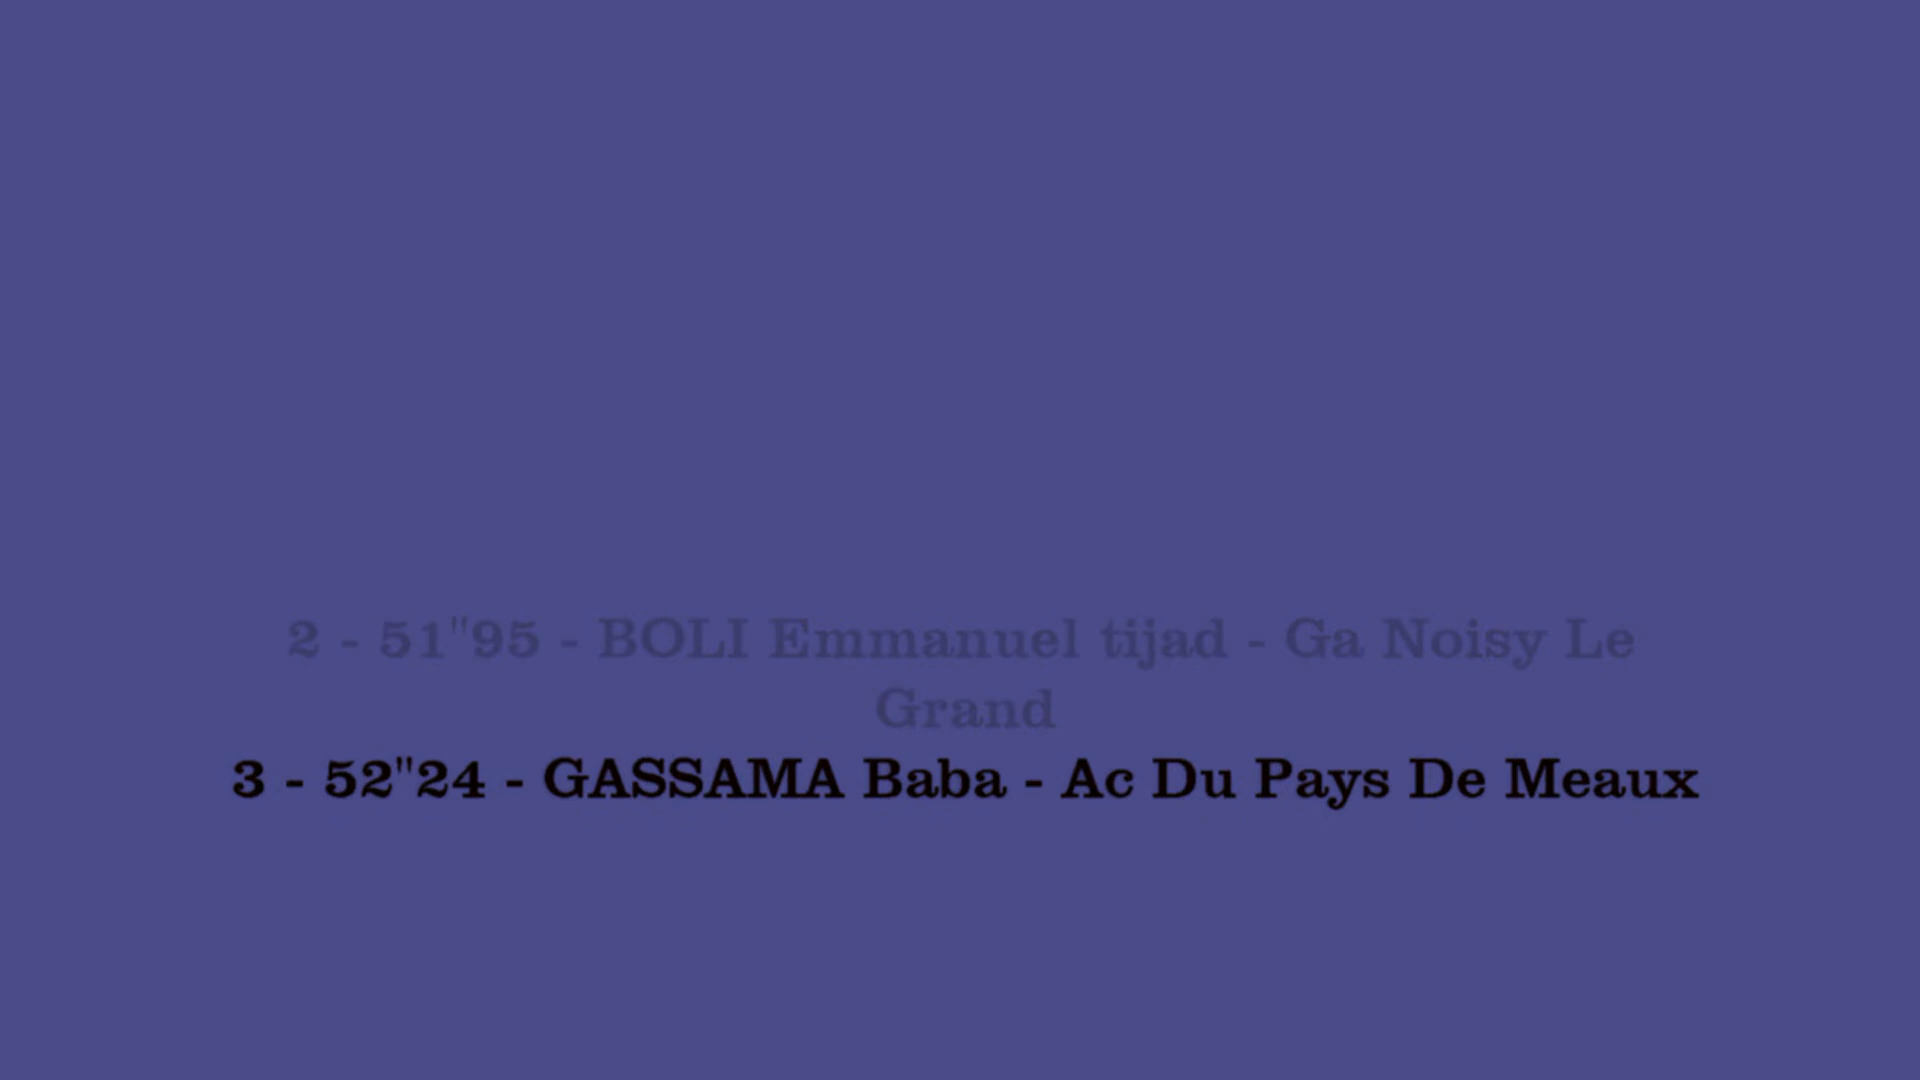 2 - 51"95 - BOLI Emmanuel tijad - Ga Noisy Le
Grand
3 - 52"24 - GASSAMA Baba - Ac Du Pays De Meaux